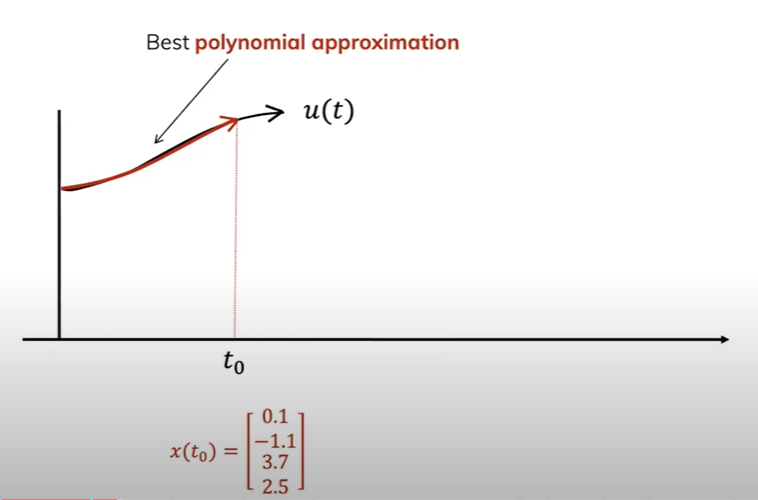 Best polynomial approximation
u(t)
t₀
x(t₀) = [0.1
−1.1
3.7
2.5]